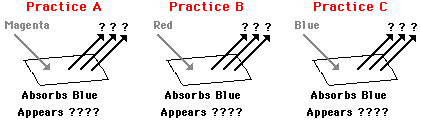 Practice A
Magenta
? ? ?
Absorbs Blue
Appears ????
Practice B
Red
? ? ?
Absorbs Blue
Appears ????
Practice C
Blue
? ? ?
Absorbs Blue
Appears ????